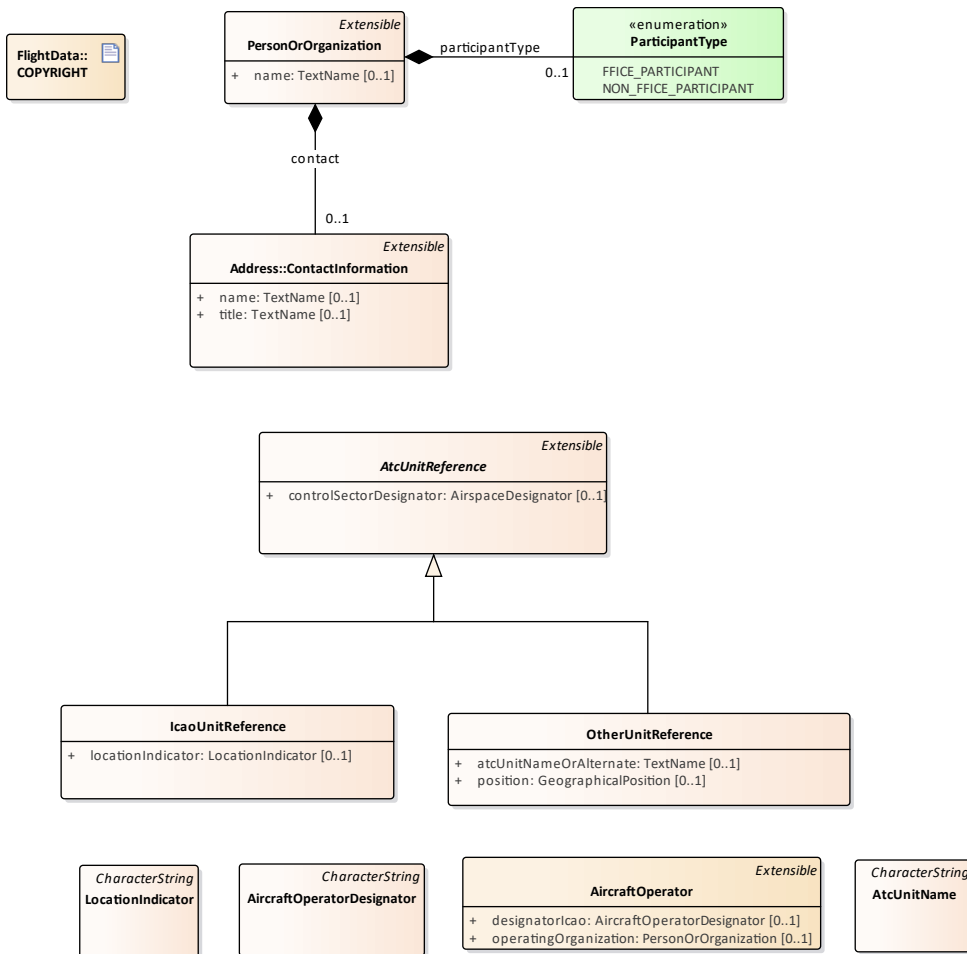 FlightData::
COPYRIGHT
Extensible
PersonOrOrganization
+ name: TextName [0..1]
participantType
0..1
«enumeration»
ParticipantType
FFICE_PARTICIPANT
NON_FFICE_PARTICIPANT
contact
0..1
Extensible
Address::ContactInformation
+ name: TextName [0..1]
+ title: TextName [0..1]
Extensible
AtcUnitReference
+ controlSectorDesignator: AirspaceDesignator [0..1]
IcaoUnitReference
+ locationIndicator: LocationIndicator [0..1]
OtherUnitReference
+ atcUnitNameOrAlternate: TextName [0..1]
+ position: GeographicalPosition [0..1]
CharacterString
LocationIndicator
CharacterString
AircraftOperatorDesignator
Extensible
AircraftOperator
+ designatorIcao: AircraftOperatorDesignator [0..1]
+ operatingOrganization: PersonOrOrganization [0..1]
CharacterString
AtcUnitName